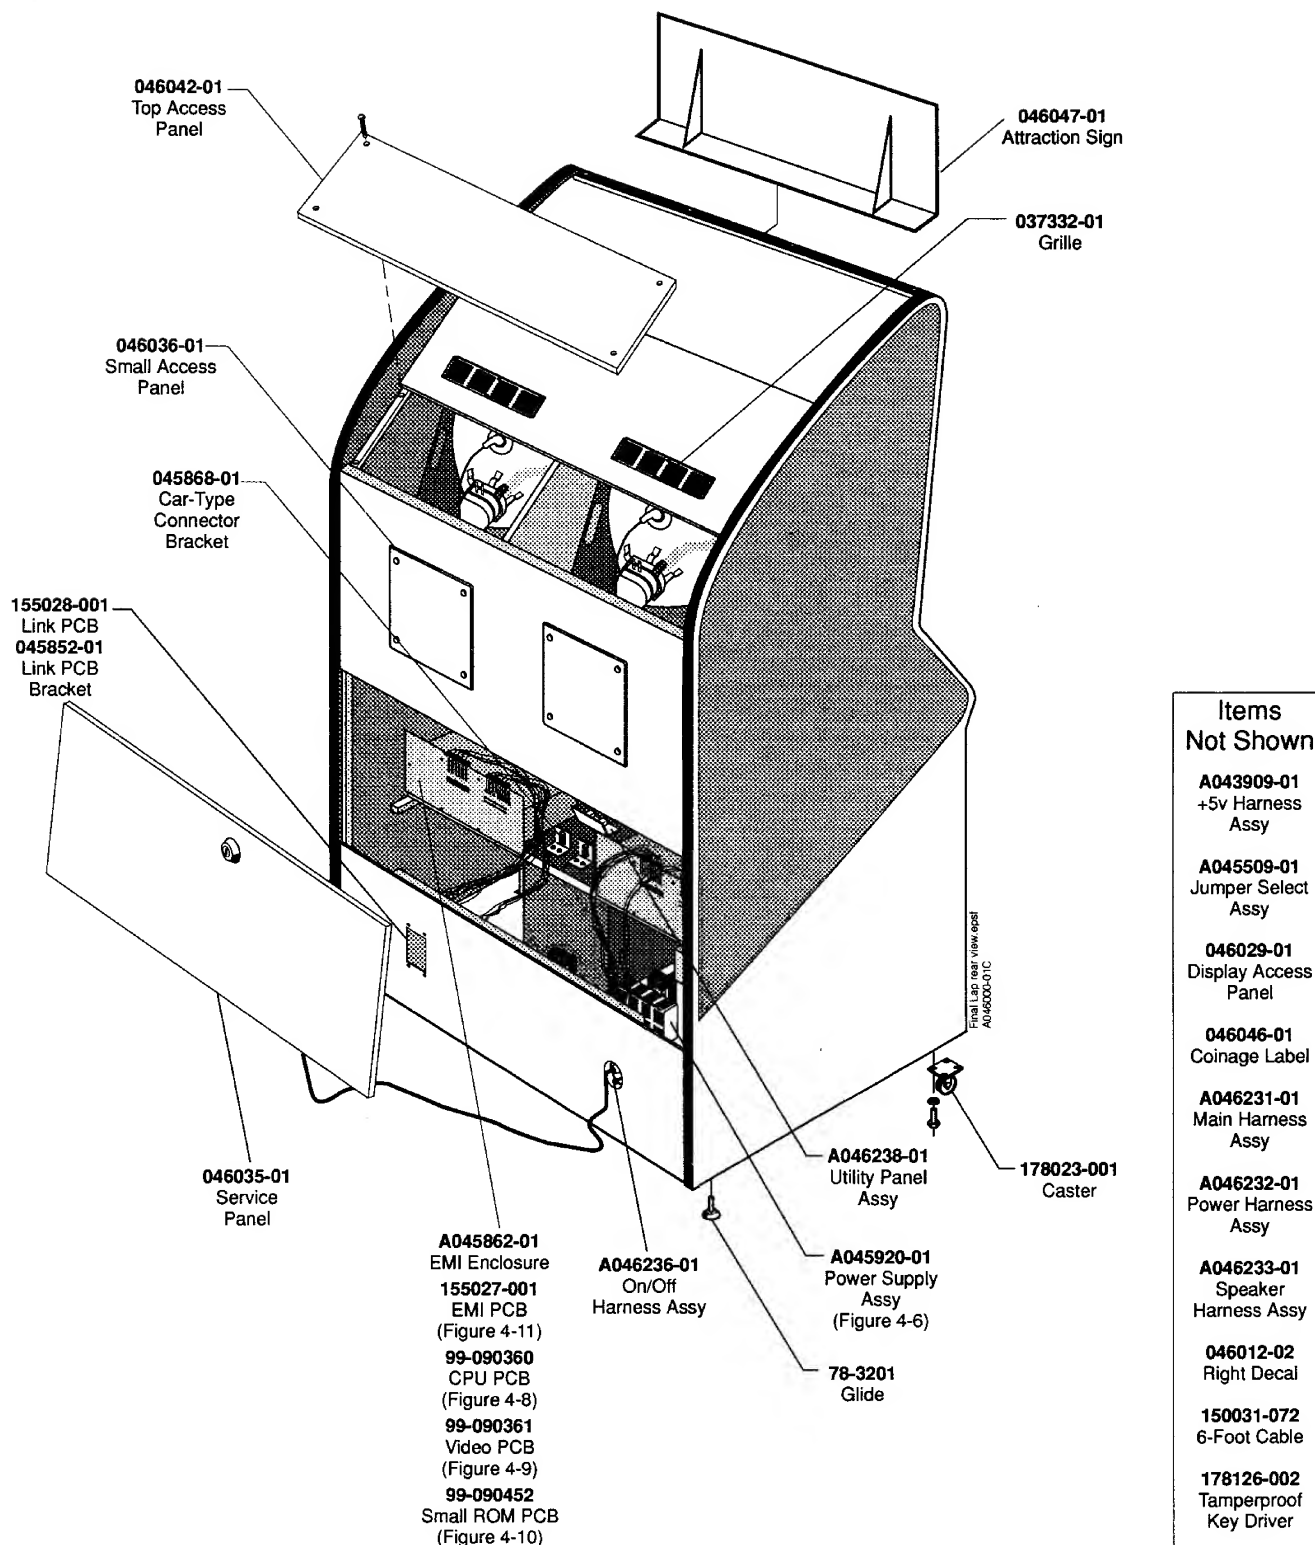 046042-01
Top Access
Panel
046047-01
Attraction Sign
037332-01
Grille
046036-01
Small Access
Panel
045868-01
Car-Type
Connector
Bracket
155028-001
Link PCB
045852-01
Link PCB
Bracket
Items
Not Shown
A043909-01
+5v Harness
Assy
A045509-01
Jumper Select
Assy
046029-01
Display Access
Panel
046046-01
Coinage Label
A046231-01
Main Harness
Assy
A046232-01
Power Harness
Assy
A046233-01
Speaker
Harness Assy
046012-02
Right Decal
150031-072
6-Foot Cable
178126-002
Tamperproof
Key Driver
Final Lap rear view.epsf
A046000-01C
046035-01
Service
Panel
A045862-01
EMI Enclosure
155027-001
EMI PCB
(Figure 4-11)
99-090360
CPU PCB
(Figure 4-8)
99-090361
Video PCB
(Figure 4-9)
99-090452
Small ROM PCB
(Figure 4-10)
A046236-01
On/Off
Harness Assy
A046238-01
Utility Panel
Assy
A045920-01
Power Supply
Assy
(Figure 4-6)
78-3201
Glide
178023-001
Caster